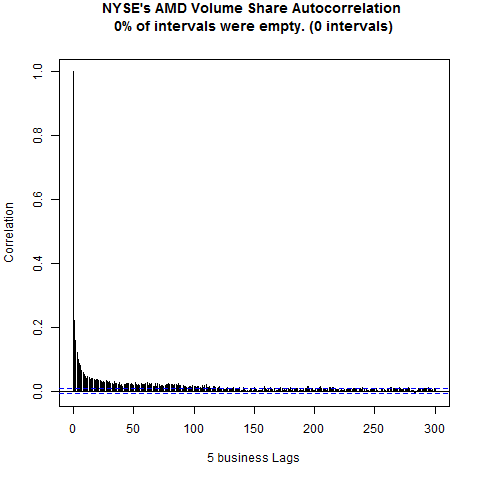 NYSE's AMD Volume Share Autocorrelation
0% of intervals were empty. (0 intervals)
1.0
0.8
0.6
0.4
0.2
0.0
Correlation
0 50 100 150 200 250 300
5 business Lags